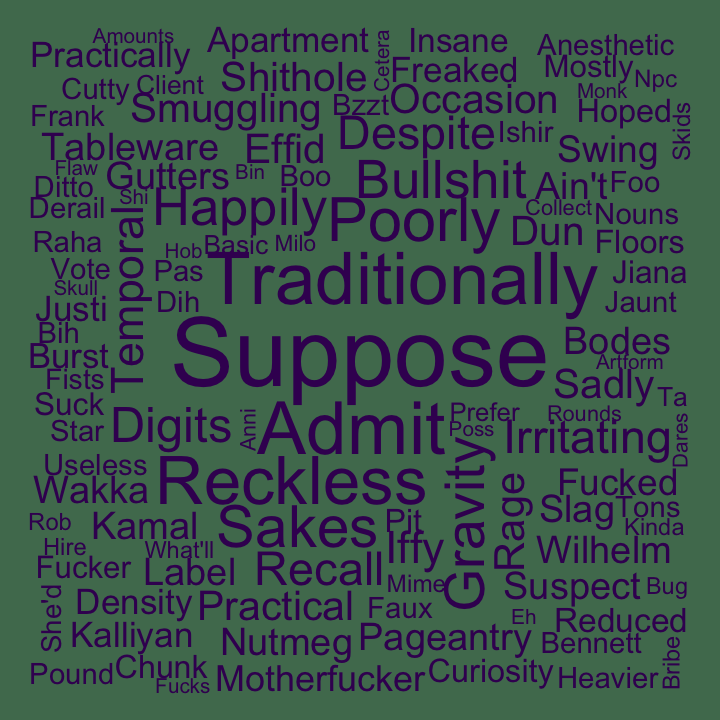 Amounts
Practically
Apartment
Cetera
Insane
Anesthetic
Cutty
Client
Shithole
Freaked
Mostly
Npc
Frank
Smuggling
Bzzt
Occasion
Monk
Hoped
Skids
Tableware
Effid
Despite
Ishir
Swing
Flaw
Ditto
Gutters
Bin
Boo
Bullshit
Ain't
Foo
Derail
Shi
Happily
Poorly
Collect
Nouns
Raha
Temporal
Hob
Basic
Milo
Dun
Floors
Vote
Pas
Traditionally
Jiana
Skull
Justi
Dih
Jaunt
Bih
Suppose
Bodes
Burst
Artform
Fists
Sadly
Ta
Suck
Star
Digits
Anni
Admit
Prefer
Poss
Rounds
Irritating
Dares
Useless
Wakka
Reckless
Gravity
Rage
Fucked
Rob
Kamal
Sakes
Pit
Slag
Tons
Kinda
Hire
What'll
Iffy
Wilhelm
Fucker
Label
Recall
Mime
Suspect
Bug
She'd
Density
Practical
Faux
Eh
Reduced
Kalliyan
Nutmeg
Pageantry
Bennett
Bribe
Pound
Chunk
Fucks
Motherfucker
Curiosity
Heavier